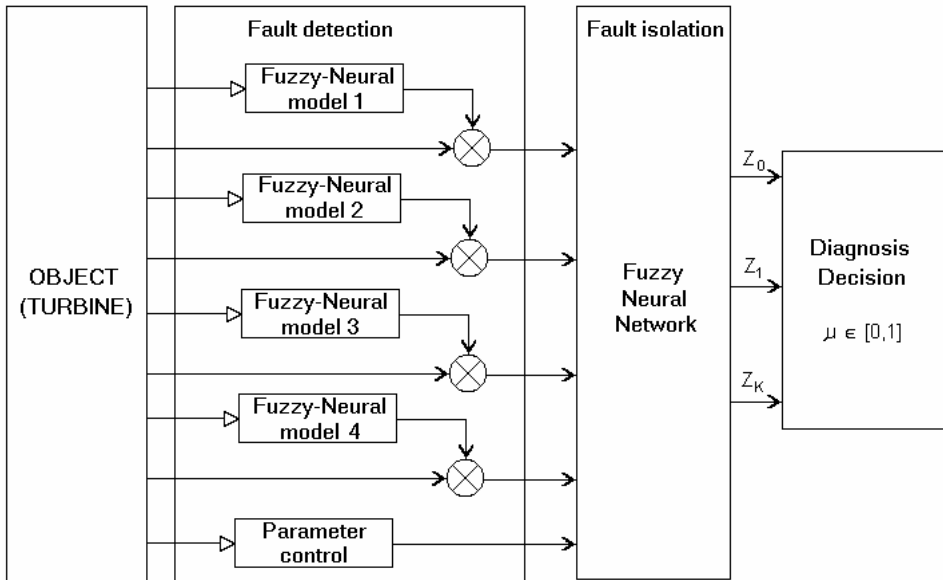 Fault detection
Fault isolation
Fuzzy-Neural
model 1
Fuzzy-Neural
model 2
Fuzzy-Neural
model 3
Fuzzy-Neural
model 4
Parameter
control
OBJECT
(TURBINE)
Fuzzy
Neural
Network
Z0
Z1
ZK
Diagnosis
Decision
μ ∈ [0,1]